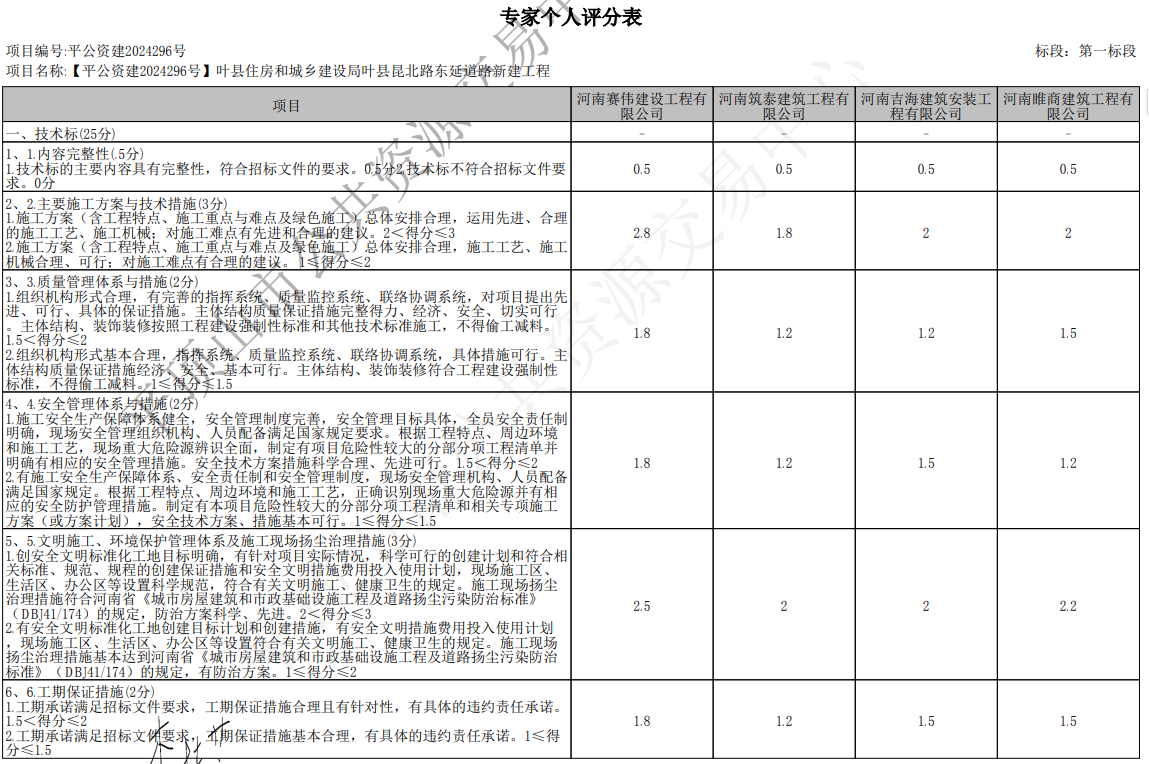 专家个人评分表
项目编号:平公资建2024296号
标段：第一标段
项目名称:【平公资建2024296号】叶县住房和城乡建设局叶县昆北路东延道路新建工程
项目
河南赛伟建设工程有
限公司
河南筑泰建筑工程有
限公司
河南吉海建筑安装工
程有限公司
河南睢商建筑工程有
限公司
一、技术标(25分)
-
-
-
-
1、1.内容完整性(.5分)
1.技术标的主要内容具有完整性，符合招标文件的要求。0.5分2.技术标不符合招标文件要
求。0分
0.5
0.5
0.5
0.5
2、2.主要施工方案与技术措施(3分)
1.施工方案（含工程特点、施工重点与难点及绿色施工）总体安排合理，运用先进、合理
的施工工艺、施工机械；对施工难点有先进和合理的建议。2＜得分≤3
2.施工方案（含工程特点、施工重点与难点及绿色施工）总体安排合理，施工工艺、施工
机械合理、可行；对施工难点有合理的建议。1≤得分≤2
2.8
1.8
2
2
3、3.质量管理体系与措施(2分)
1.组织机构形式合理，有完善的指挥系统、质量监控系统、联络协调系统，对项目提出先
进、可行、具体的保证措施。主体结构质量保证措施完整得力、经济、安全、切实可行
。主体结构、装饰装修按照工程建设强制性标准和其他技术标准施工，不得偷工减料。
1.5＜得分≤2
2.组织机构形式基本合理，指挥系统、质量监控系统、联络协调系统，具体措施可行。主
体结构质量保证措施经济、安全、基本可行。主体结构、装饰装修符合工程建设强制性
标准，不得偷工减料。1≤得分≤1.5
1.8
1.2
1.2
1.5
4、4.安全管理体系与措施(2分)
1.施工安全生产保障体系健全，安全管理制度完善，安全管理目标具体，全员安全责任制
明确，现场安全管理组织机构、人员配备满足国家规定要求。根据工程特点、周边环境
和施工工艺，现场重大危险源辨识全面，制定有项目危险性较大的分部分项工程清单并
明确有相应的安全管理措施。安全技术方案措施科学合理、先进可行。1.5＜得分≤2
2.有施工安全生产保障体系、安全责任制和安全管理制度，现场安全管理机构、人员配备
满足国家规定。根据工程特点、周边环境和施工工艺，正确识别现场重大危险源并有相
应的安全防护管理措施。制定有本项目危险性较大的分部分项工程清单和相关专项施工
方案（或方案计划），安全技术方案、措施基本可行。1≤得分≤1.5
1.8
1.2
1.5
1.2
5、5.文明施工、环境保护管理体系及施工现场扬尘治理措施(3分)
1.创安全文明标准化工地目标明确，有针对项目实际情况，科学可行的创建计划和符合相
关标准、规范、规程的创建保证措施和安全文明措施费用投入使用计划，现场施工区、
生活区、办公区等设置科学规范，符合有关文明施工、健康卫生的规定。施工现场扬尘
治理措施符合河南省《城市房屋建筑和市政基础设施工程及道路扬尘污染防治标准》
（DBJ41/174）的规定，防治方案科学、先进。2＜得分≤3
2.有安全文明标准化工地创建目标计划和创建措施，有安全文明措施费用投入使用计划
，现场施工区、生活区、办公区等设置符合有关文明施工、健康卫生的规定。施工现场
扬尘治理措施基本达到河南省《城市房屋建筑和市政基础设施工程及道路扬尘污染防治
标准》（DBJ41/174）的规定，有防治方案。1≤得分≤2
2.5
2
2
2.2
6、6.工期保证措施(2分)
1.工期承诺满足招标文件要求，工期保证措施合理且有针对性，有具体的违约责任承诺。
1.5＜得分≤2
2.工期承诺满足招标文件要求，工期保证措施基本合理，有具体的违约责任承诺。1≤得
分≤1.5
1.8
1.2
1.5
1.5
平顶山市公共资源交易中
共资源交易中心